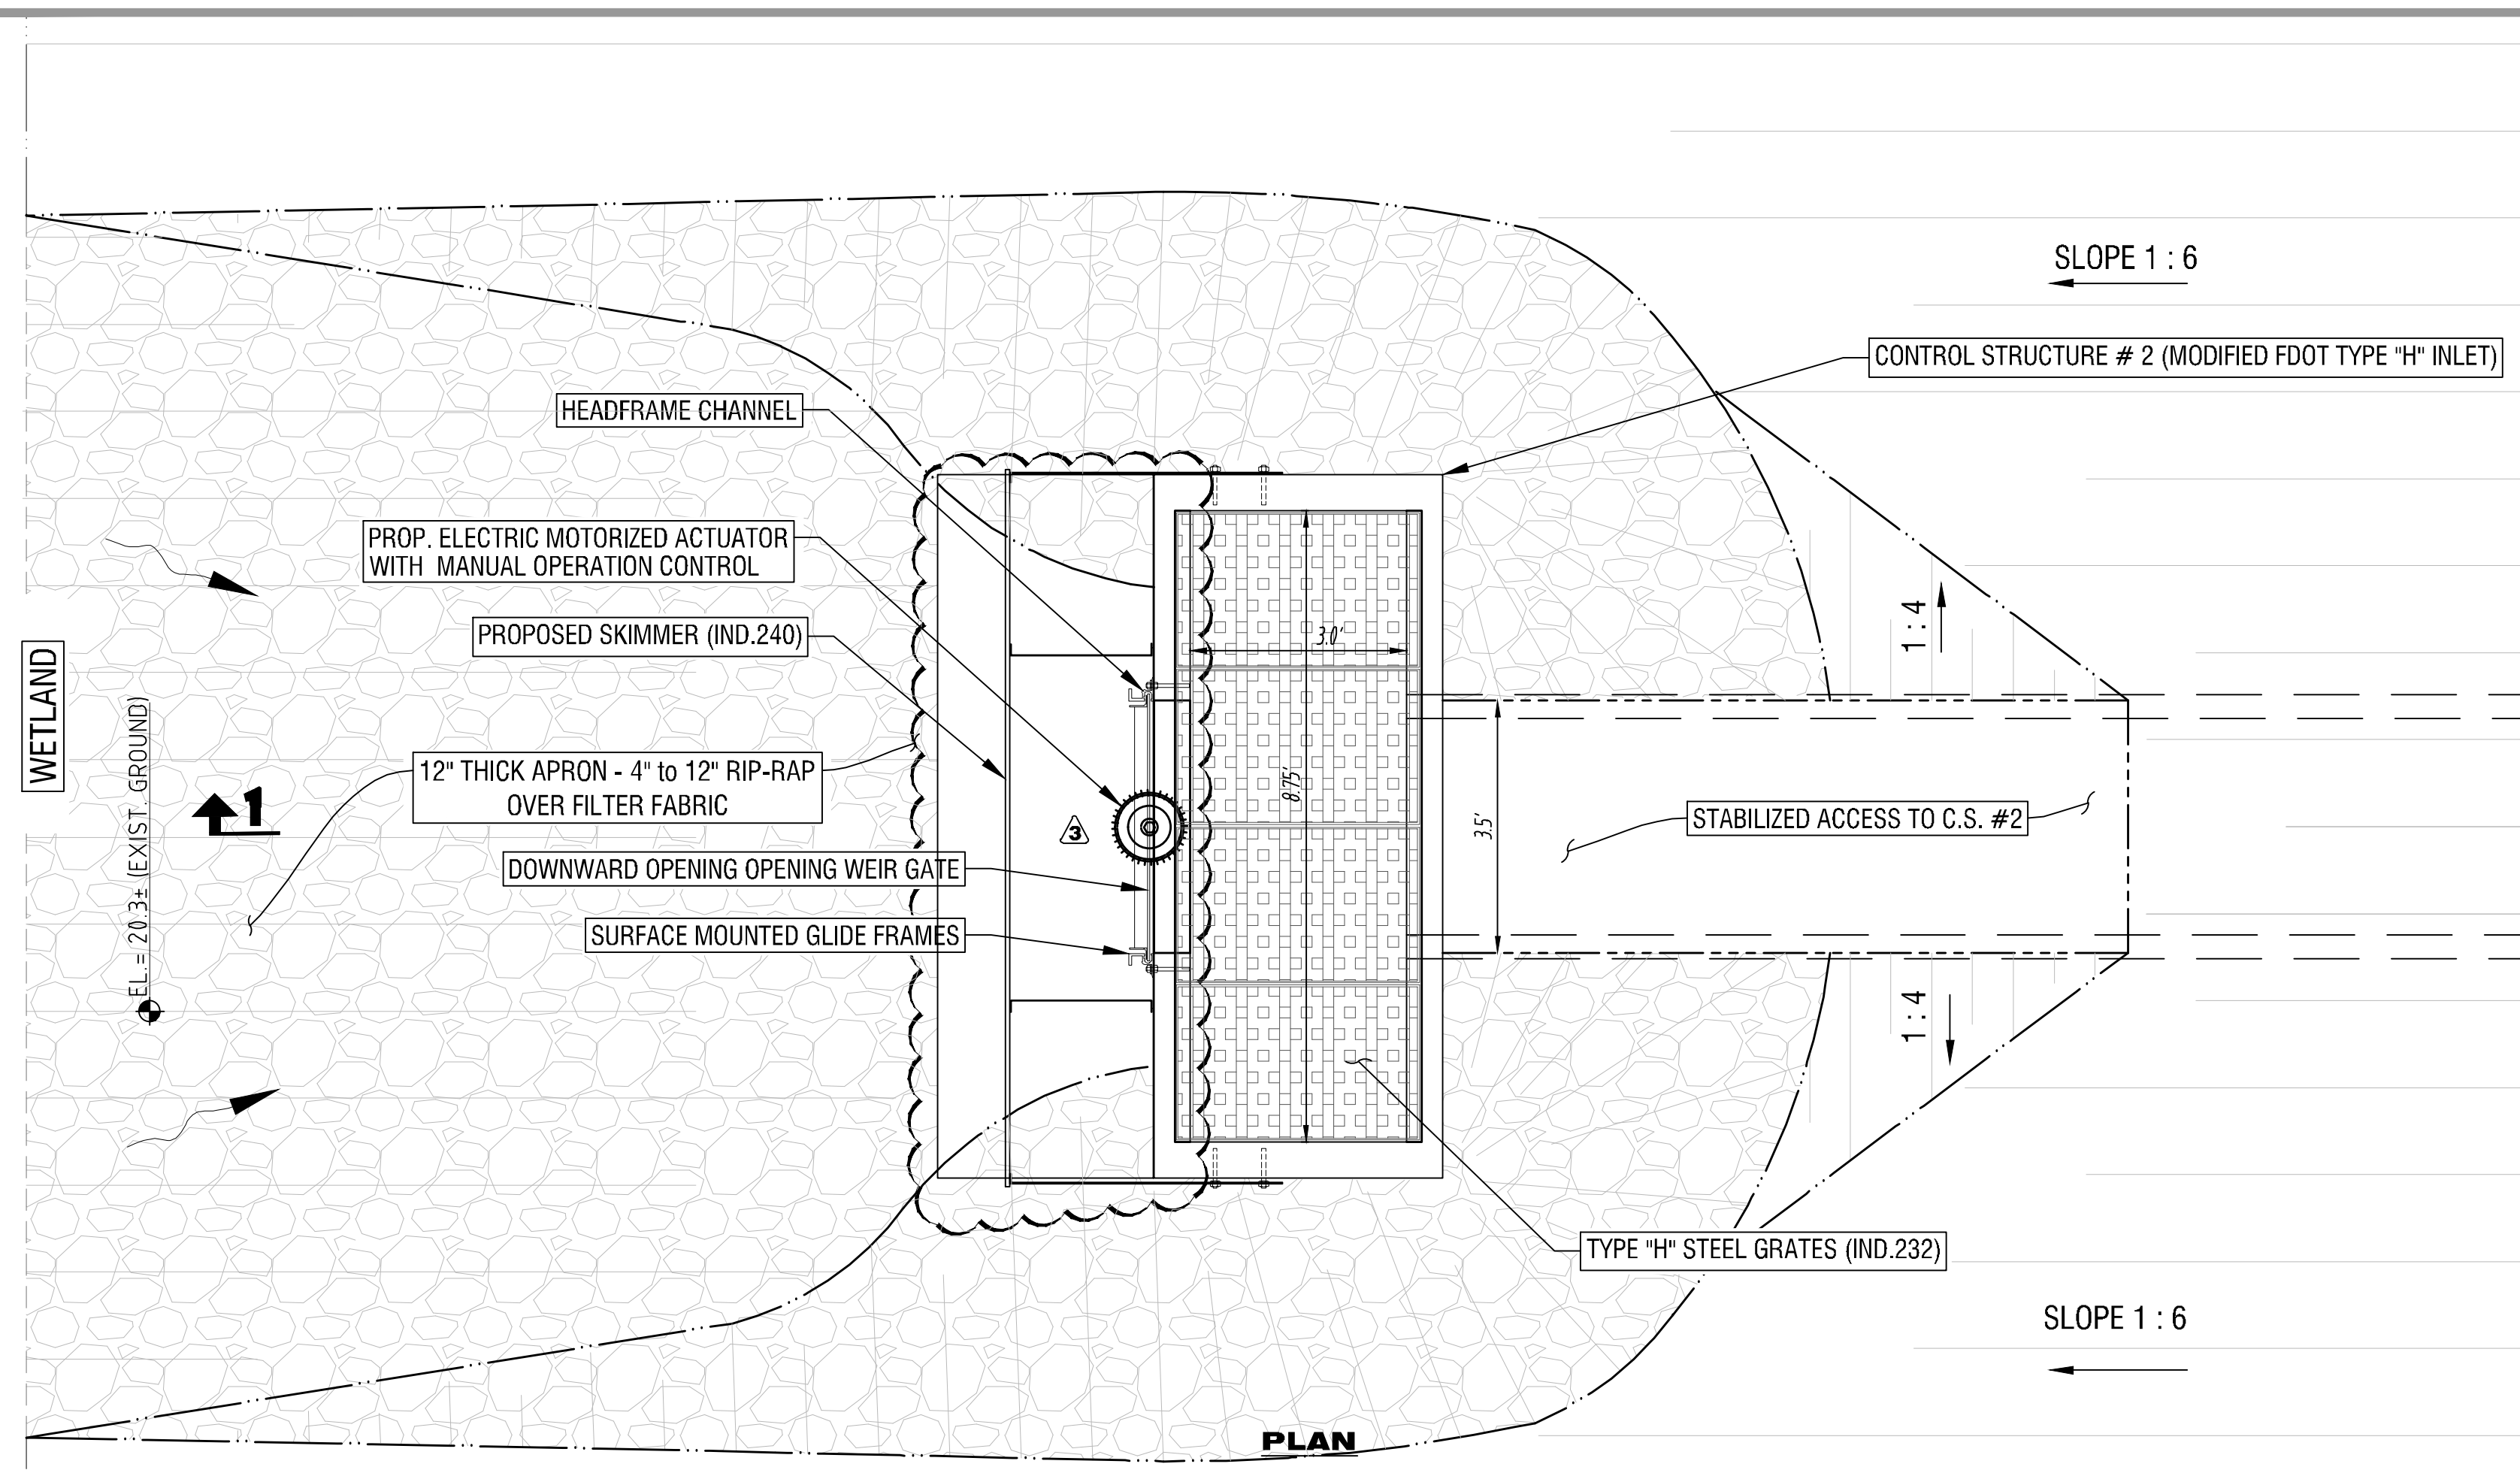 SLOPE 1 : 6
CONTROL STRUCTURE # 2 (MODIFIED FDOT TYPE "H" INLET)
HEADFRAME CHANNEL
PROP. ELECTRIC MOTORIZED ACTUATOR
WITH MANUAL OPERATION CONTROL
PROPOSED SKIMMER (IND.240)
3.0'
1 : 4
WETLAND
EL.= 20.3± (EXIST. GROUND)
12" THICK APRON - 4" to 12" RIP-RAP
OVER FILTER FABRIC
1
8.75'
3
3.5'
STABILIZED ACCESS TO C.S. #2
DOWNWARD OPENING OPENING WEIR GATE
SURFACE MOUNTED GLIDE FRAMES
1 : 4
TYPE "H" STEEL GRATES (IND.232)
SLOPE 1 : 6
PLAN